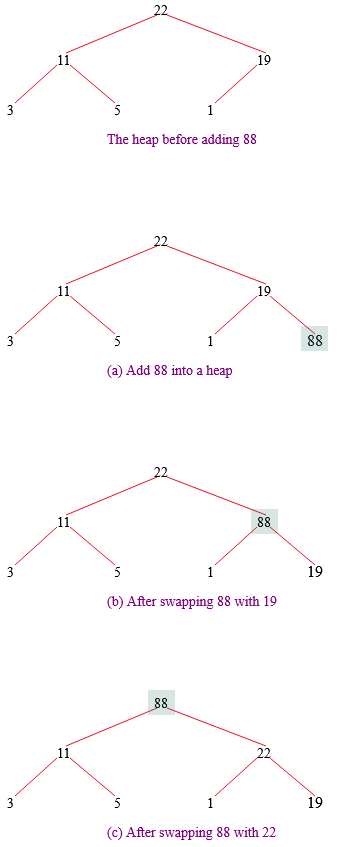 22
11 19
3 5 1
The heap before adding 88
22
11 19
3 5 1 88
(a) Add 88 into a heap
22
11 88
3 5 1 19
(b) After swapping 88 with 19
88
11 22
3 5 1 19
(c) After swapping 88 with 22